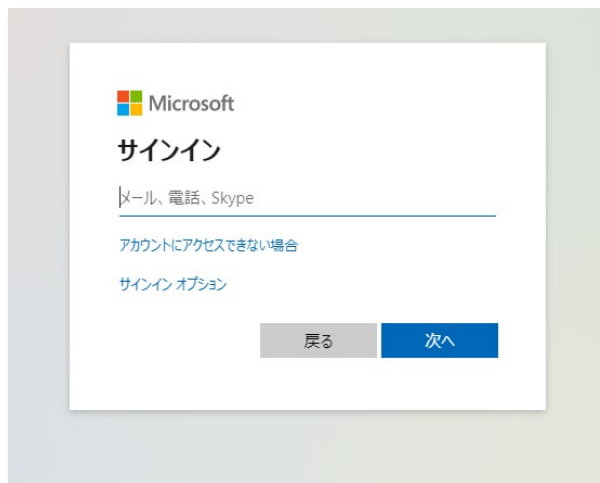 Microsoft
サインイン
メール、電話、Skype
アカウントにアクセスできない場合
サインイン オプション
戻る
次へ